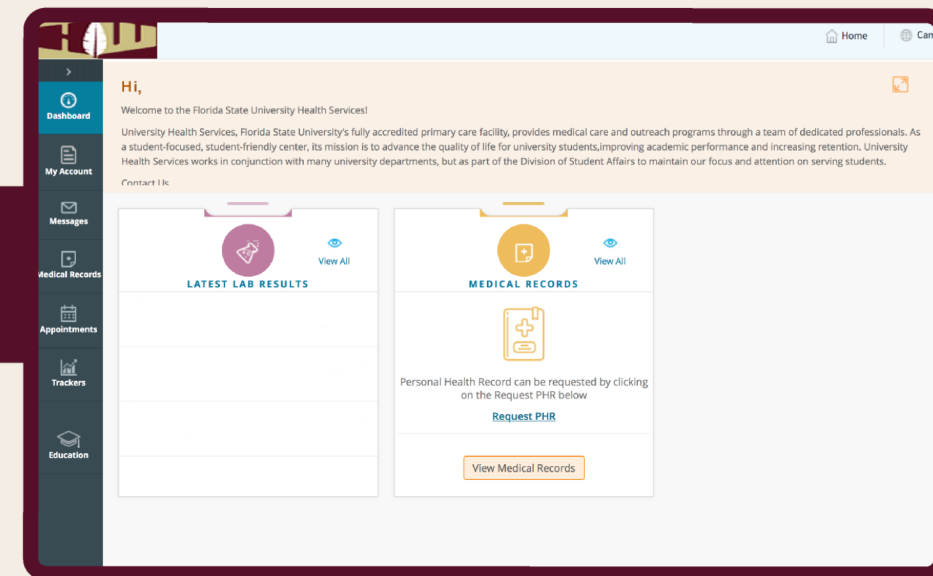 Home
Can
>
Dashboard
My Account
Messages
Medical Records
Appointments
Trackers
Education
Hi,
Welcome to the Florida State University Health Services!
University Health Services, Florida State University's fully accredited primary care facility, provides medical care and outreach programs through a team of dedicated professionals. As
a student-focused, student-friendly center, its mission is to advance the quality of life for university students,improving academic performance and increasing retention. University
Health Services works in conjunction with many university departments, but as part of the Division of Student Affairs to maintain our focus and attention on serving students.
Contact Us
View All
LATEST LAB RESULTS
View All
MEDICAL RECORDS
Personal Health Record can be requested by clicking
on the Request PHR below
Request PHR
View Medical Records